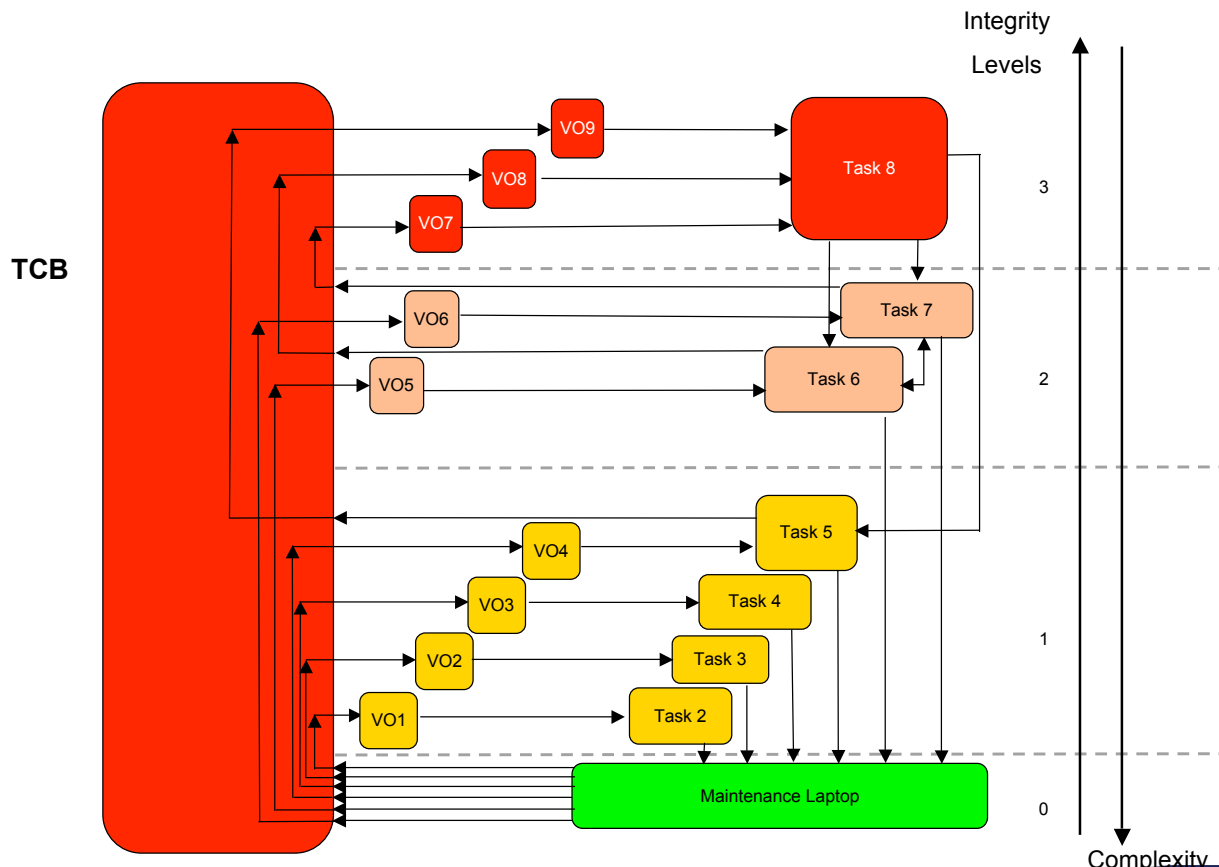 Integrity
Levels
VO9
Task 8
VO8
3
VO7
TCB
Task 7
VO6
Task 6
VO5
2
Task 5
VO4
Task 4
VO3
1
Task 3
VO2
Task 2
VO1
Maintenance Laptop
0
Complexity